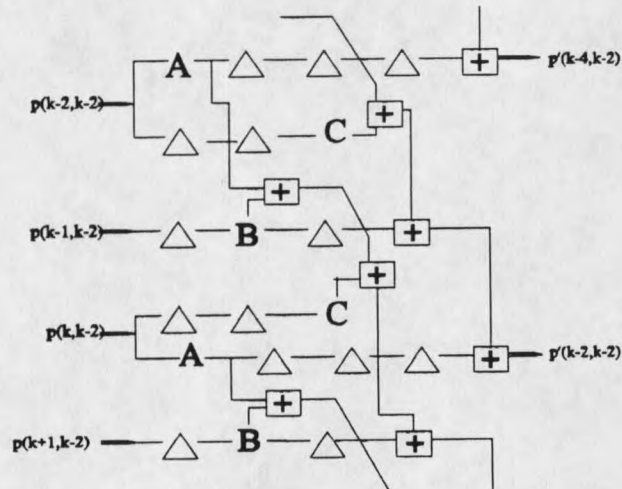 A + p'(k-4,k-2)
p(k-2,k-2) +
C
+
p(k-1,k-2) B +
+
p(k,k-2) C
A + p'(k-2,k-2)
+
p(k+1,k-2) B +